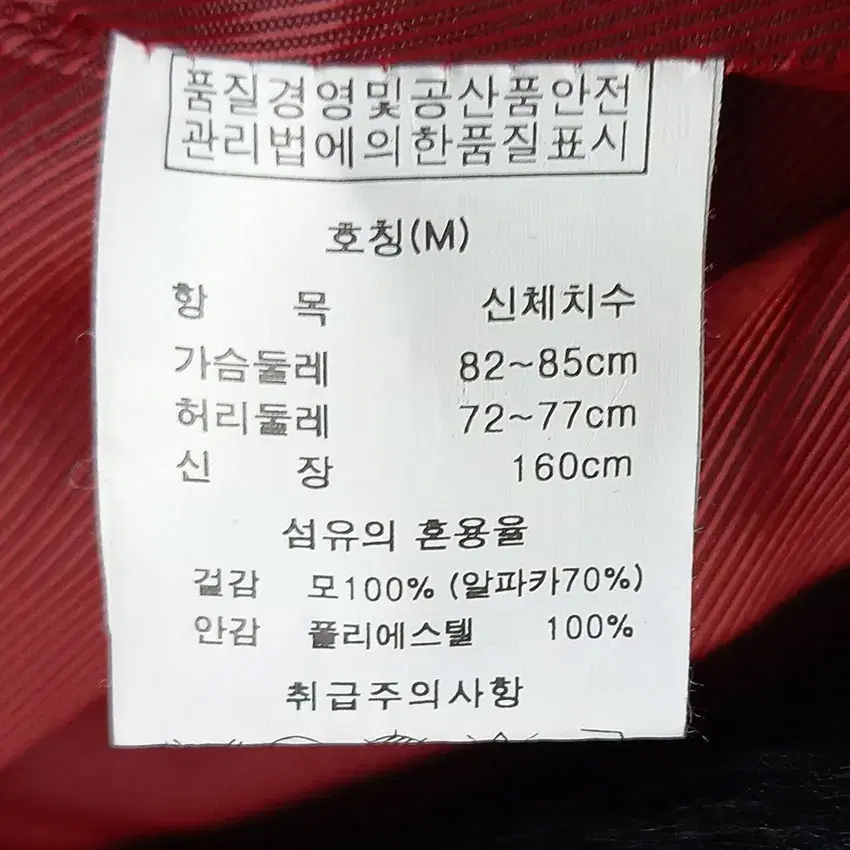 품질경영및공산품안전
관리법에의한품질표시
호칭(M)
항 목 신체치수
가슴둘레 82~85cm
허리둘레 72~77cm
신 장 160cm
섬유의 혼용율
겉감 모100% (알파카70%)
안감 폴리에스텔 100%
취급주의사항